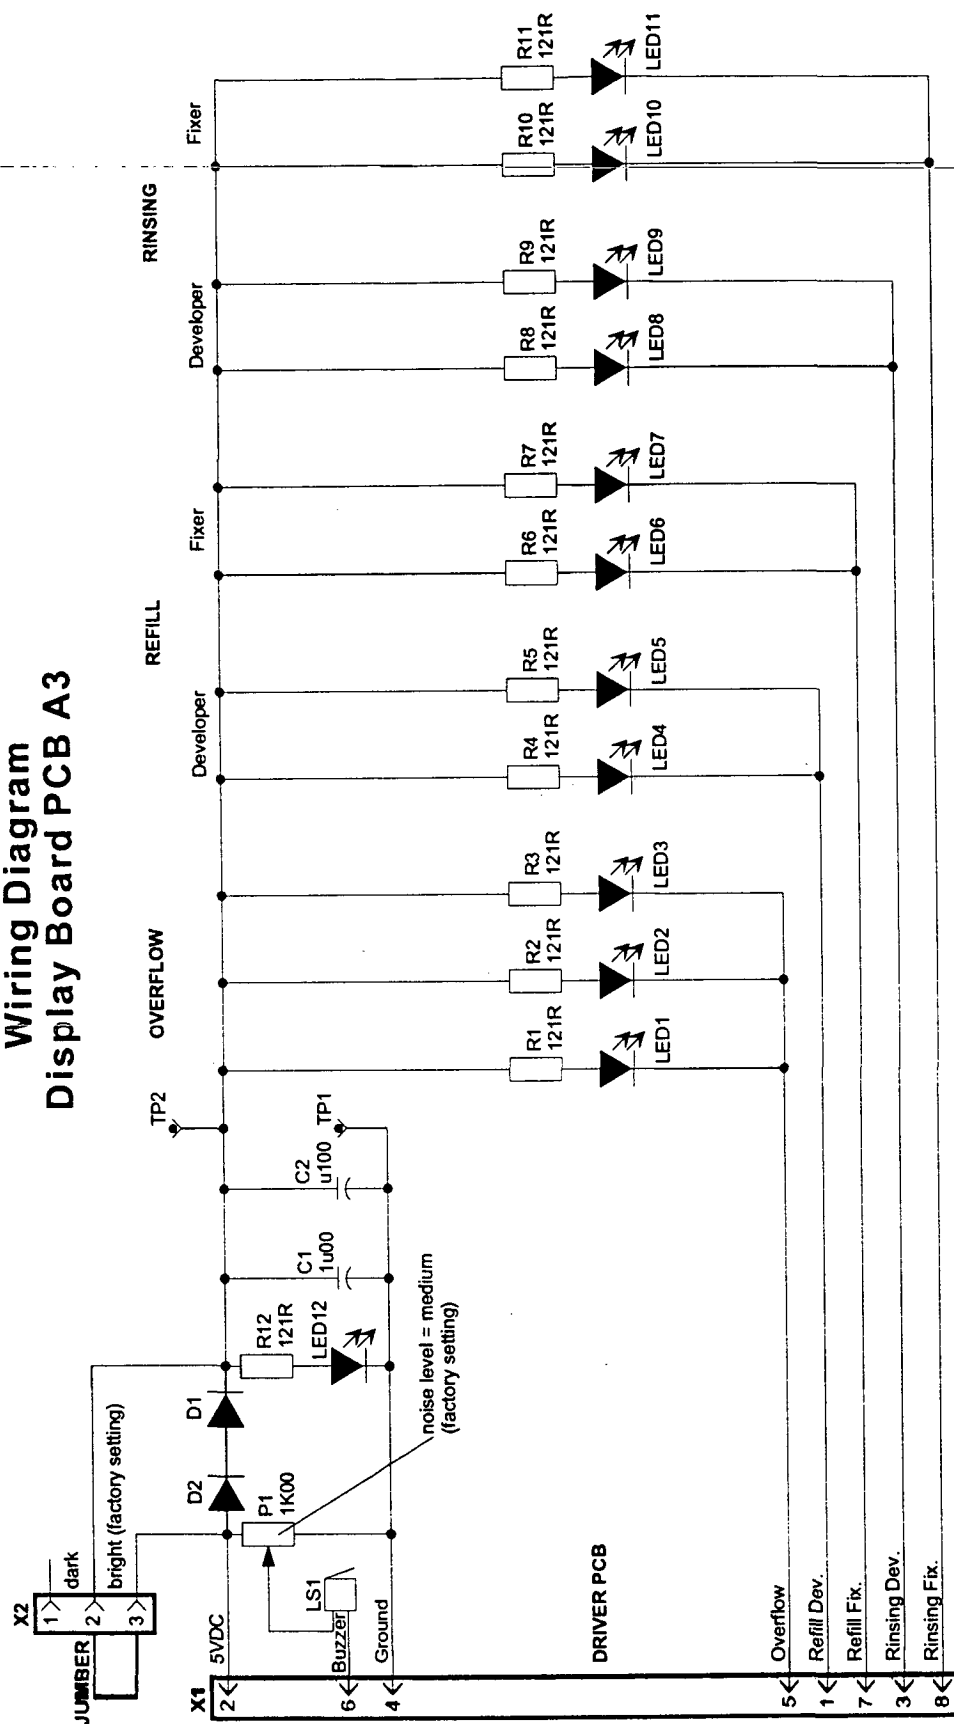 Wiring Diagram
Display Board PCB A3
OVERFLOW
REFILL
RINSING
Developer
Fixer
Developer
Fixer
X2
1
2
3
JUMBER
dark
bright (factory setting)
D2
D1
TP2
TP1
P1
1K00
R12
121R
LED12
C1
1u00
C2
u100
noise level = medium
(factory setting)
LS1
R1
121R
LED1
R2
121R
LED2
R3
121R
LED3
R4
121R
LED4
R5
121R
LED5
R6
121R
LED6
R7
121R
LED7
R8
121R
LED8
R9
121R
LED9
R10
121R
LED10
R11
121R
LED11
X1
2
5VDC
6
Buzzer
4
Ground
DRIVER PCB
5
Overflow
1
Refill Dev.
7
Refill Fix.
3
Rinsing Dev.
8
Rinsing Fix.